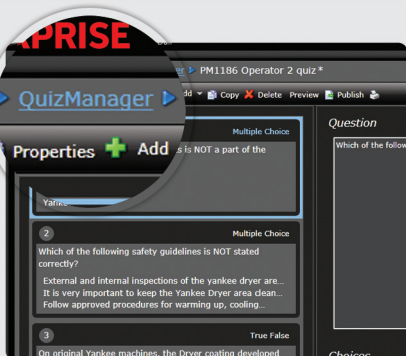 PRISE
QuizManager
PM1186 Operator 2 quiz*
Properties Add
Copy Delete Preview Publish
Multiple Choice
is NOT a part of the
2 Multiple Choice
Which of the following safety guidelines is NOT stated
correctly?
External and internal inspections of the yankee dryer are...
It is very important to keep the Yankee Dryer area clean...
Follow approved procedures for warming up, cooling...
3 True False
On original Yankee machines, the Dryer coating developed
Question
Which of the follow
Choices